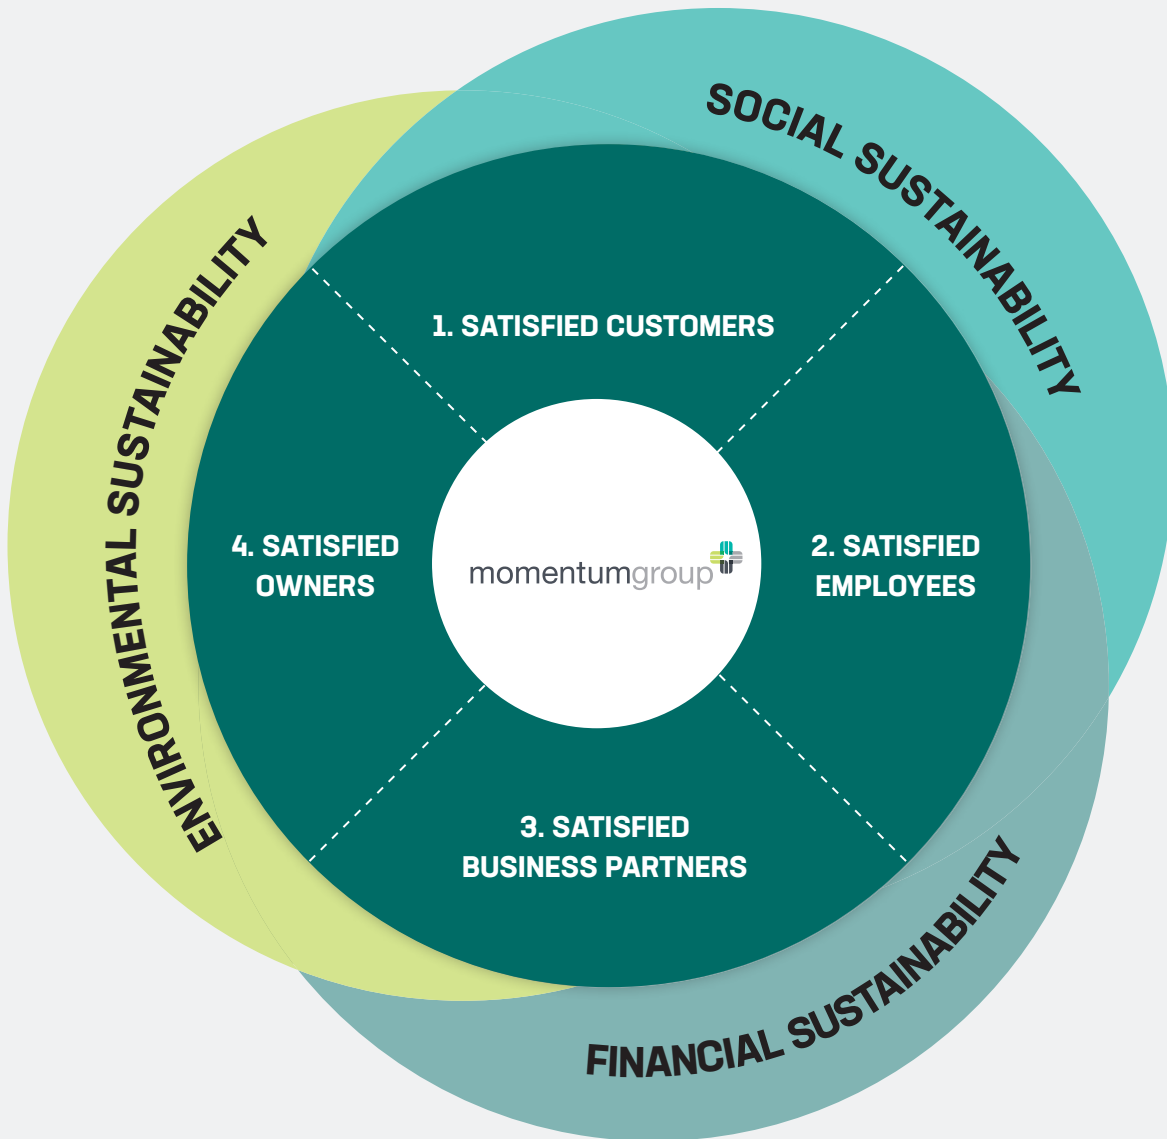 SOCIAL SUSTAINABILITY
ENVIRONMENTAL SUSTAINABILITY
1. SATISFIED CUSTOMERS
4. SATISFIED
OWNERS
momentumgroup
2. SATISFIED
EMPLOYEES
3. SATISFIED
BUSINESS PARTNERS
FINANCIAL SUSTAINABILITY